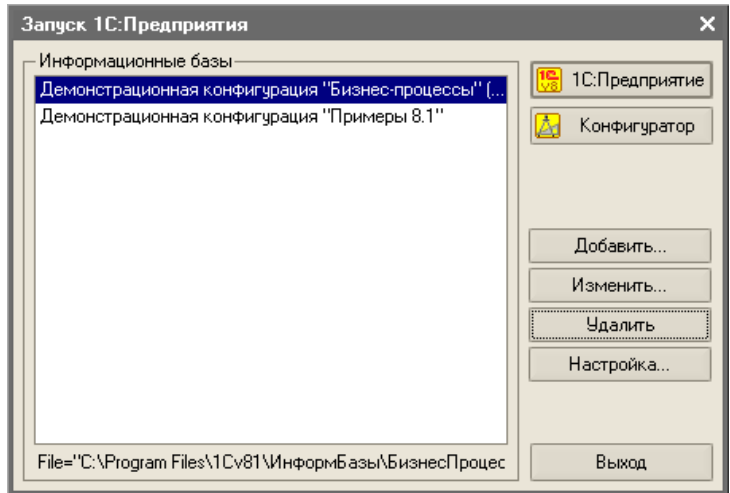 Запуск 1С:Предприятия
Информационные базы
Демонстрационная конфигурация "Бизнес-процессы" (...
Демонстрационная конфигурация "Примеры 8.1"
File="C:\Program Files\1Cv81\ИнформБазы\БизнесПроцес
1С:Предприятие
Конфигуратор
Добавить...
Изменить...
Удалить
Настройка...
Выход